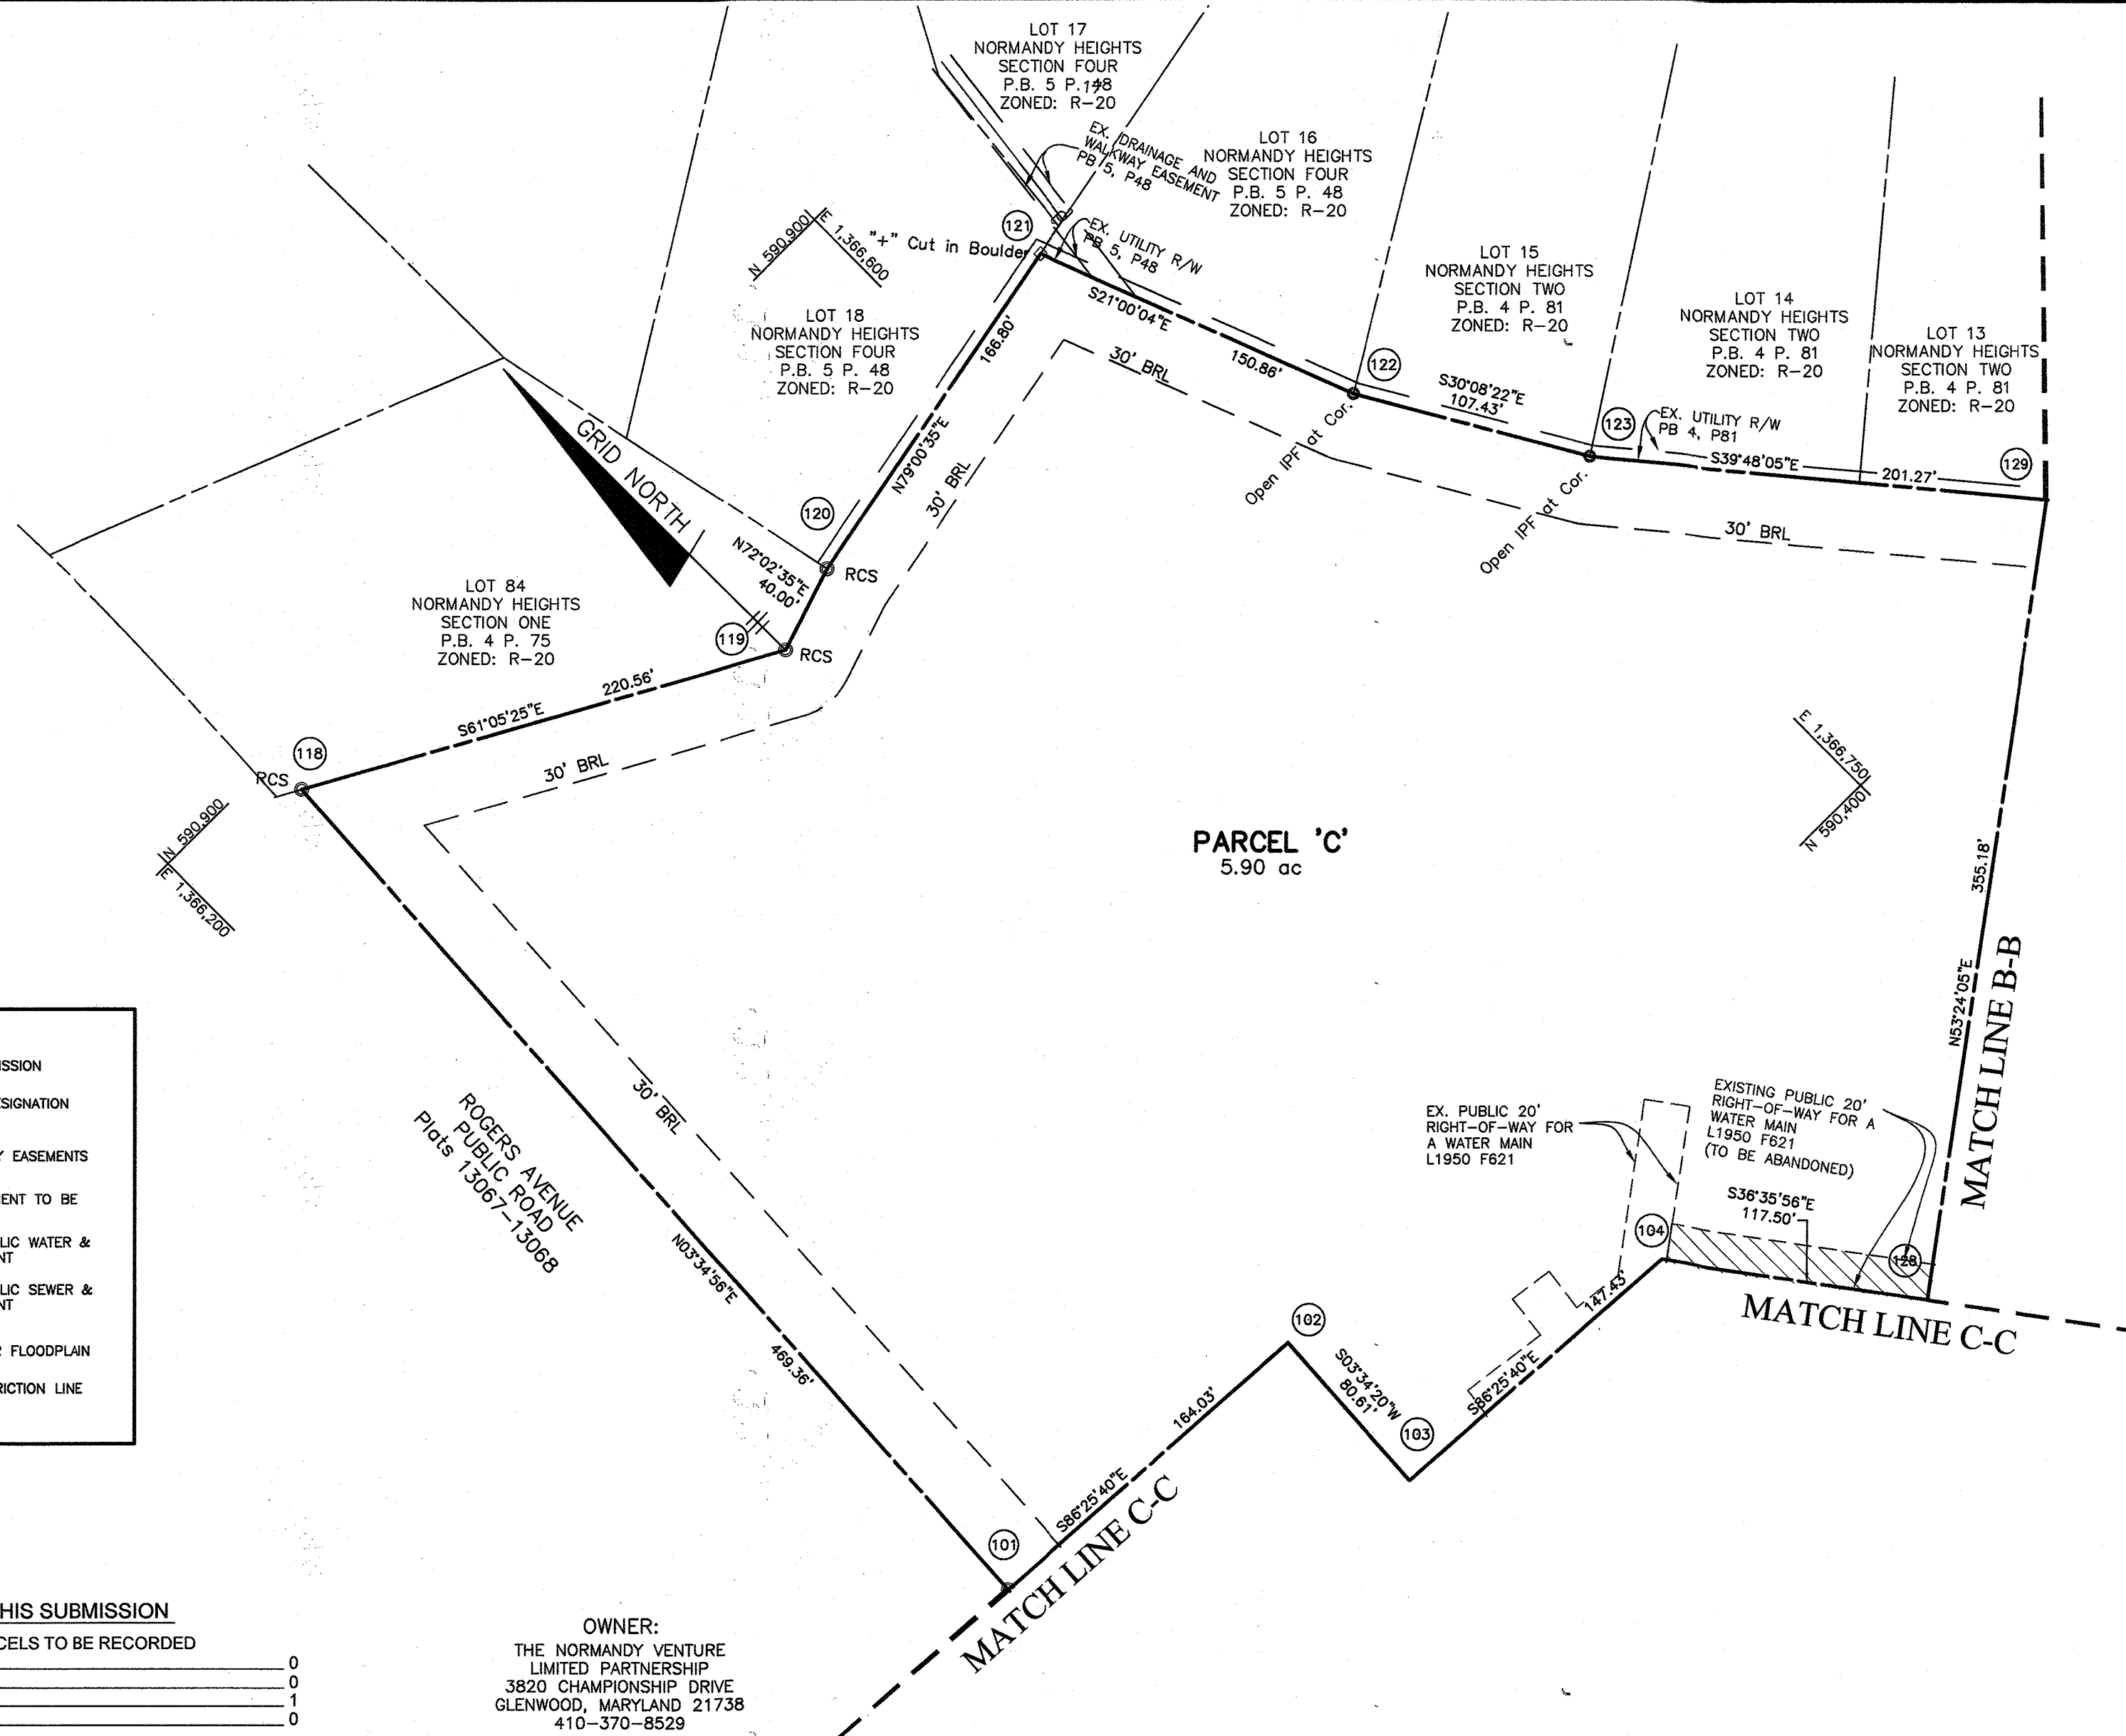 LOT 17
NORMANDY HEIGHTS
SECTION FOUR
P.B. 5 P.
ZONED: R-20
EX. DRAINAGE AND
WALKWAY EASEMENT
PB 5, P48
LOT 16
NORMANDY HEIGHTS
SECTION FOUR
P.B. 5 P. 48
ZONED: R-20
121
"+" Cut in Boulder
EX. UTILITY R/W
PB 5, P48
N 590,900
E 1,366,600
LOT 18
NORMANDY HEIGHTS
SECTION FOUR
P.B. 5 P. 48
ZONED: R-20
166.80'
N79°00'35"E
S21°00'04"E
150.86'
30' BRL
30' BRL
LOT 15
NORMANDY HEIGHTS
SECTION TWO
P.B. 4 P. 81
ZONED: R-20
LOT 14
NORMANDY HEIGHTS
SECTION TWO
P.B. 4 P. 81
ZONED: R-20
LOT 13
NORMANDY HEIGHTS
SECTION TWO
P.B. 4 P. 81
ZONED: R-20
122
S30°08'22"E
107.43'
Open IPF at Cor.
123
EX. UTILITY R/W
PB 4, P81
S39°48'05"E
201.27'
129
Open IPF at Cor.
30' BRL
GRID NORTH
120
RCS
N72°02'35"E
40.00'
119
RCS
LOT 84
NORMANDY HEIGHTS
SECTION ONE
P.B. 4 P. 75
ZONED: R-20
220.56'
S61°05'25"E
118
RCS
30' BRL
N 590,900
E 1,366,200
E 1,366,750
N 590,400
PARCEL 'C'
5.90 ac
355.18'
N53°24'05"E
MATCH LINE B-B
ROGERS AVENUE
PUBLIC ROAD
Plats 13067-13068
30' BRL
N03°34'56"E
469.36'
EX. PUBLIC 20'
RIGHT-OF-WAY FOR
A WATER MAIN
L1950 F621
EXISTING PUBLIC 20'
RIGHT-OF-WAY FOR A
WATER MAIN
L1950 F621
(TO BE ABANDONED)
S36°35'56"E
117.50'
104
128
MATCH LINE C-C
147.43'
S86°25'40"E
102
S03°34'20"W
80.61'
103
164.03'
S86°25'40"E
101
MATCH LINE C-C
ISSION
ESIGNATION
Y EASEMENTS
ENT TO BE
LIC WATER &
NT
LIC SEWER &
NT
R FLOODPLAIN
RICTION LINE
HIS SUBMISSION
CELS TO BE RECORDED
0
0
1
0
OWNER:
THE NORMANDY VENTURE
LIMITED PARTNERSHIP
3820 CHAMPIONSHIP DRIVE
GLENWOOD, MARYLAND 21738
410-370-8529